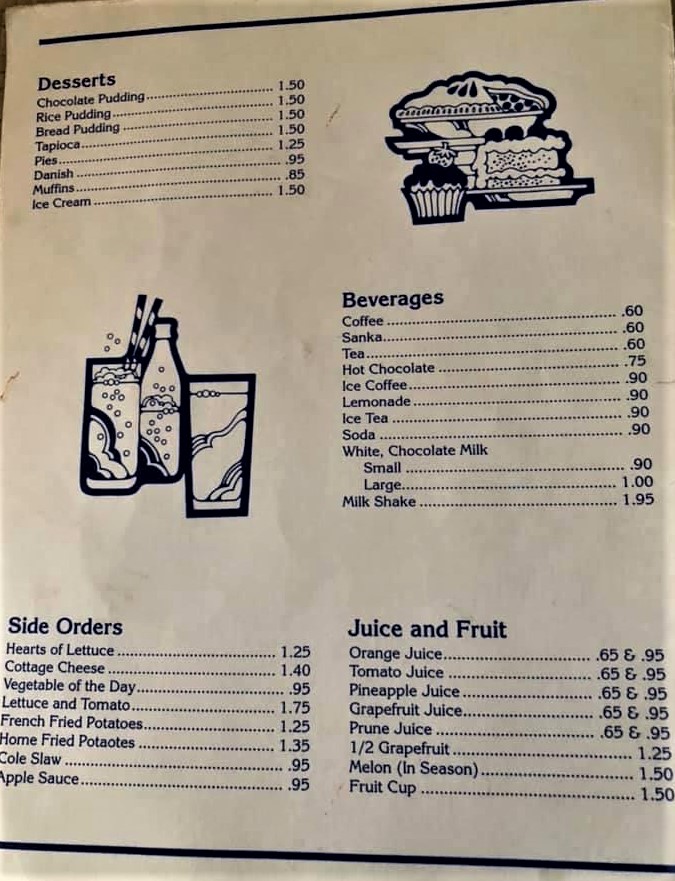 Desserts
Chocolate Pudding 1.50
Rice Pudding 1.50
Bread Pudding 1.50
Tapioca 1.50
Pies 1.25
Danish .95
Muffins .85
Ice Cream 1.50
Beverages
Coffee .60
Sanka .60
Tea .60
Hot Chocolate .75
Ice Coffee .90
Lemonade .90
Ice Tea .90
Soda .90
White, Chocolate Milk
Small .90
Large 1.00
Milk Shake 1.95
Side Orders
Hearts of Lettuce 1.25
Cottage Cheese 1.40
Vegetable of the Day .95
Lettuce and Tomato 1.75
French Fried Potatoes 1.25
Home Fried Potaotes 1.35
Cole Slaw .95
Apple Sauce .95
Juice and Fruit
Orange Juice .65 & .95
Tomato Juice .65 & .95
Pineapple Juice .65 & .95
Grapefruit Juice .65 & .95
Prune Juice .65 & .95
1/2 Grapefruit 1.25
Melon (In Season) 1.50
Fruit Cup 1.50